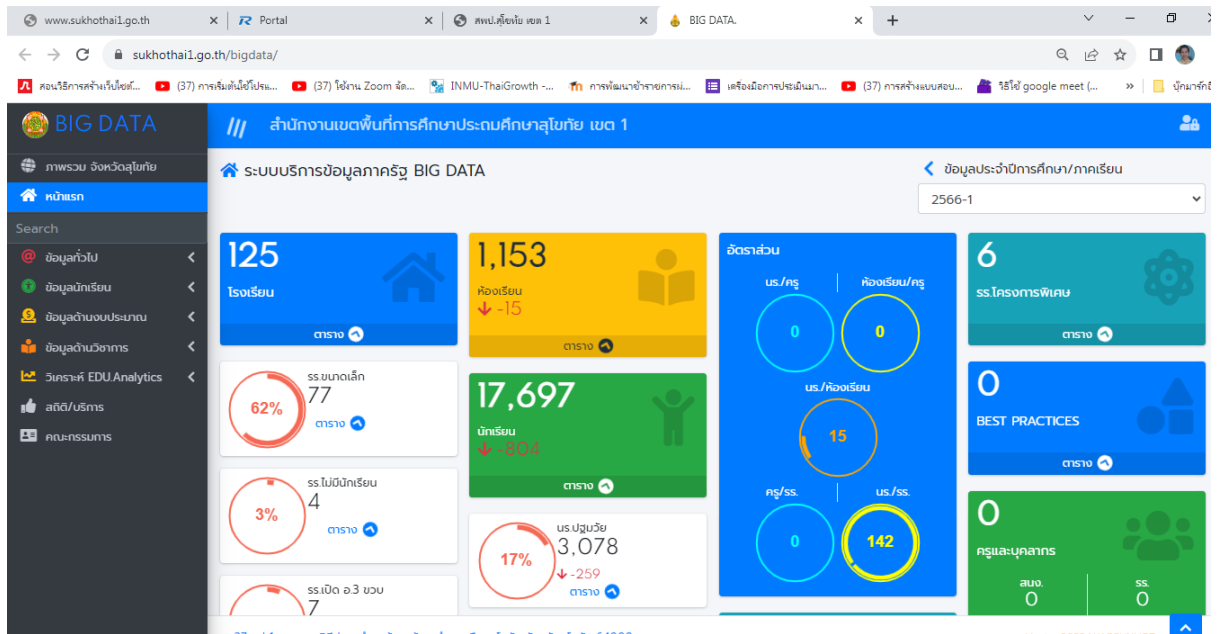 www.sukhothai1.go.th
Portal
สพป.สุโขทัย เขต 1
BIG DATA.
sukhothai1.go.th/bigdata/
สอนวิธีการสร้างเว็บไซต์...
(37) การเริ่มต้นใช้โปรแ...
(37) ใช้งาน Zoom จัด...
INMU-ThaiGrowth -...
การพัฒนาข้าราชการผ่...
เครื่องมือการประเมินมา...
(37) การสร้างแบบสอบ...
วิธีใช้ google meet (...
»
BIG DATA
สำนักงานเขตพื้นที่การศึกษาประถมศึกษาสุโขทัย เขต 1
ภาพรวม จังหวัดสุโขทัย
หน้าแรก
Search
ข้อมูลทั่วไป
ข้อมูลนักเรียน
ข้อมูลด้านงบประมาณ
ข้อมูลด้านวิชาการ
วิเคราะห์ EDU.Analytics
สถิติ/บริการ
คณะกรรมการ
ระบบบริการข้อมูลภาครัฐ BIG DATA
ข้อมูลประจำปีการศึกษา/ภาคเรียน
2566-1
125
โรงเรียน
ตาราง
62%
รร.ขนาดเล็ก
77
ตาราง
3%
รร.ไม่มีนักเรียน
4
ตาราง
รร.เปิด อ.3 ขวบ
7
1,153
ห้องเรียน
-15
ตาราง
17,697
นักเรียน
-804
ตาราง
17%
นร.ปฐมวัย
3,078
-259
ตาราง
อัตราส่วน
นร./ครู
ห้องเรียน/ครู
0
0
นร./ห้องเรียน
15
ครู/รร.
นร./รร.
0
142
6
รร.โครงการพิเศษ
ตาราง
0
BEST PRACTICES
ตาราง
0
ครูและบุคลากร
สนง.
รร.
0
0